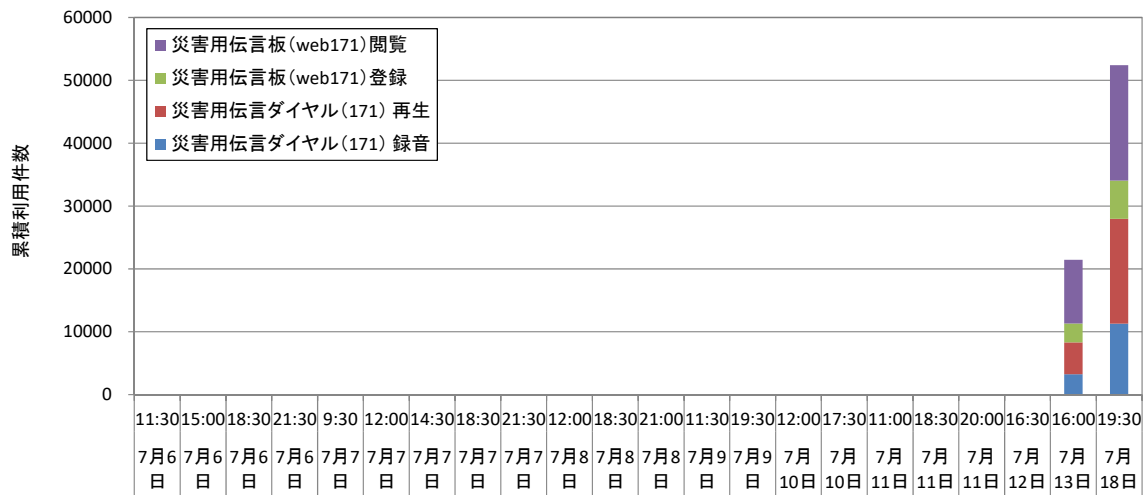 累積利用件数
60000
50000
40000
30000
20000
10000
0
災害用伝言板(web171)閲覧
災害用伝言板(web171)登録
災害用伝言ダイヤル(171) 再生
災害用伝言ダイヤル(171) 録音
11:30 15:00 18:30 21:30 9:30 12:00 14:30 18:30 21:30 12:00 18:30 21:00 11:30 19:30 12:00 17:30 11:00 18:30 20:00 16:30 16:00 19:30
7月6 7月6 7月6 7月6 7月7 7月7 7月7 7月7 7月7 7月8 7月8 7月8 7月9 7月9 7月 7月 7月 7月 7月 7月 7月 7月
日 日 日 日 日 日 日 日 日 日 日 日 日 日 10日 10日 11日 11日 11日 12日 13日 18日